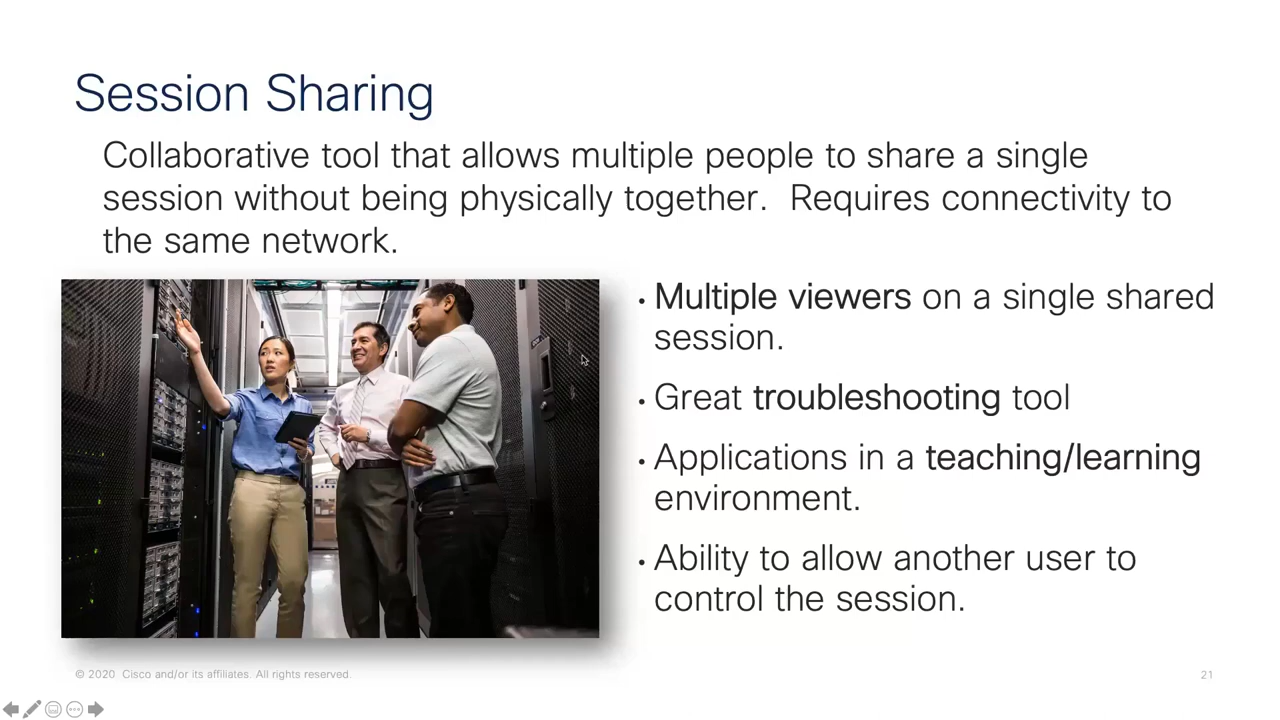 Session Sharing
Collaborative tool that allows multiple people to share a single
session without being physically together.  Requires connectivity to
the same network.
• Multiple viewers on a single shared
session.
• Great troubleshooting tool
• Applications in a teaching/learning
environment.
• Ability to allow another user to
control the session.
© 2020  Cisco and/or its affiliates. All rights reserved.
21